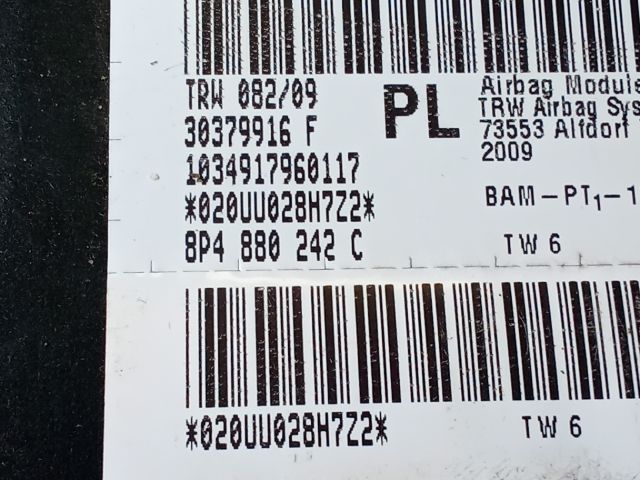 TRW 082/09
30379916 F
1034917960117
*020UU028H7Z2*
8P4 880 242 C
PL
Airbag Module
TRW Airbag Sys
73553 Alfdorf
2009
BAM-PT1-1
TW 6
*020UU028H7Z2*
TW 6